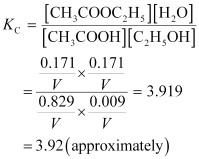 K_C = [CH₃COOC₂H₅][H₂O] / [CH₃COOH][C₂H₅OH]
= (0.171/V × 0.171/V) / (0.829/V × 0.009/V) = 3.919
= 3.92(approximately)